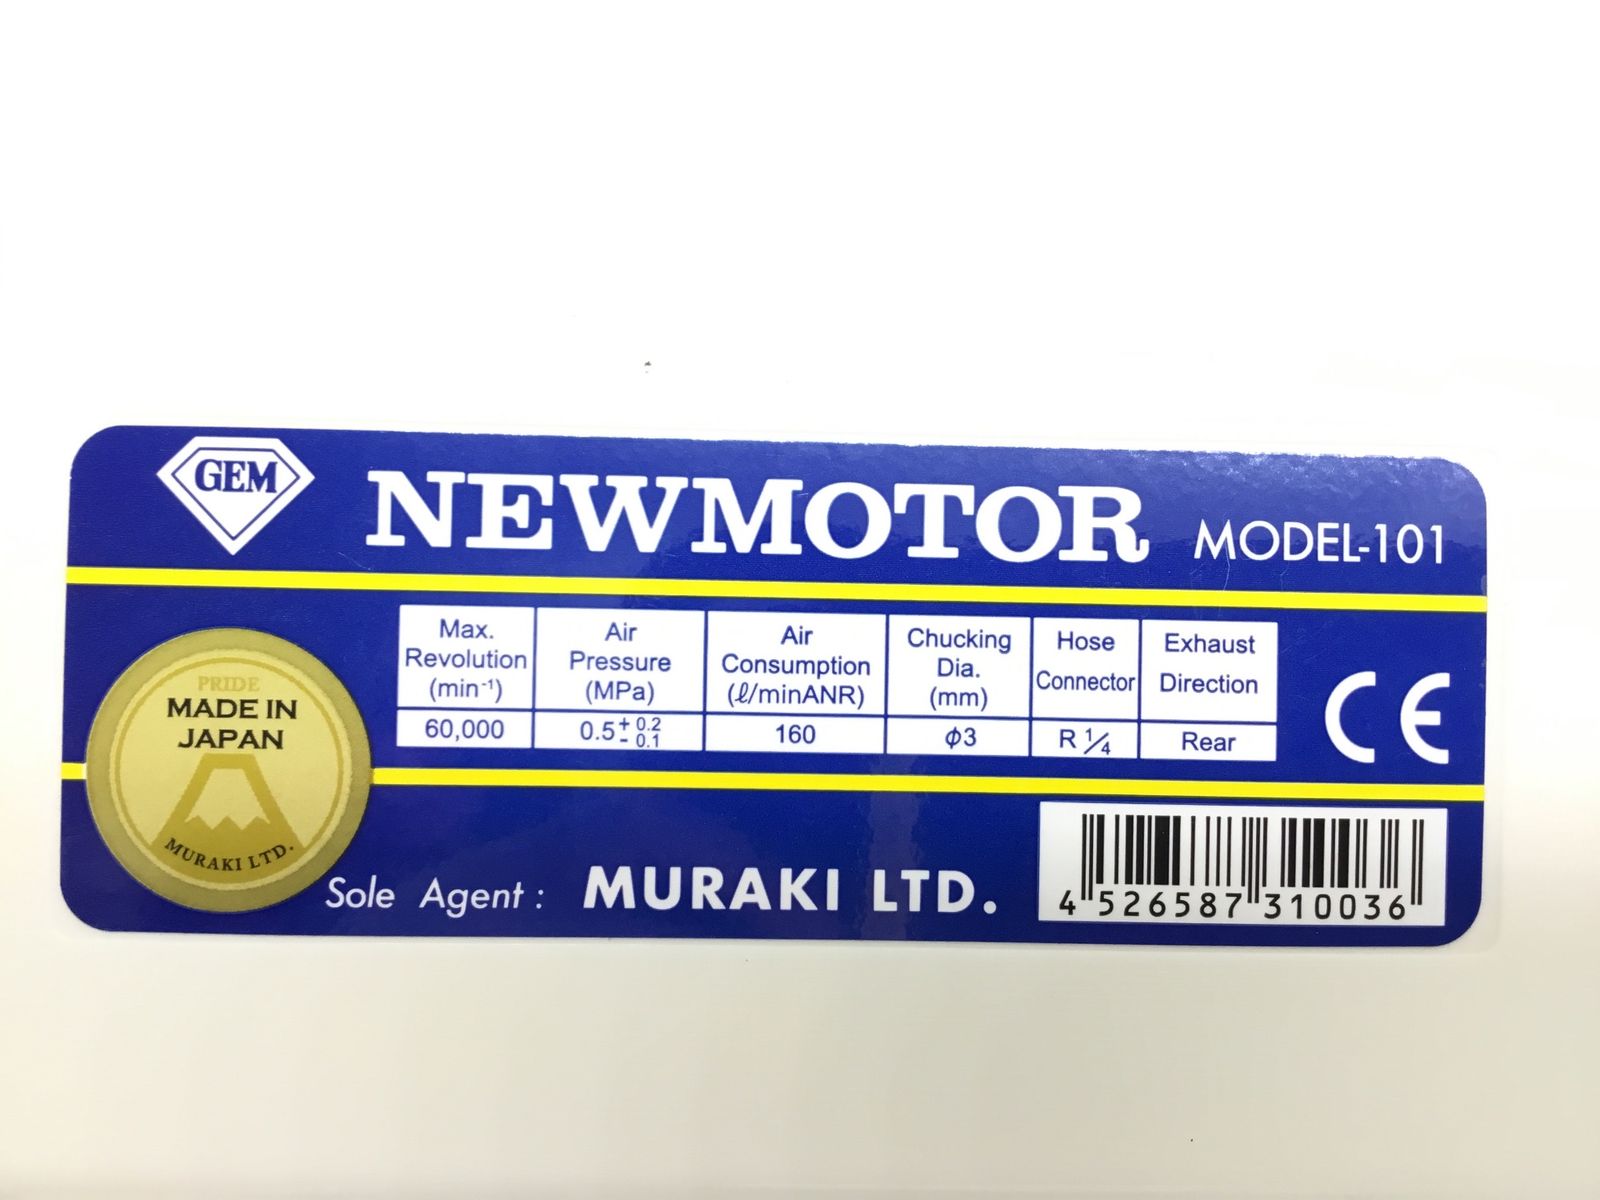 GEM
NEWMOTOR MODEL-101
Max. Revolution (min⁻¹)
Air Pressure (MPa)
Air Consumption (ℓ/minANR)
Chucking Dia. (mm)
Hose Connector
Exhaust Direction
60,000
0.5 + 0.2 - 0.1
160
φ3
R 1/4
Rear
CE
PRIDE
MADE IN
JAPAN
MURAKI LTD.
Sole Agent : MURAKI LTD.
4 526587 310036